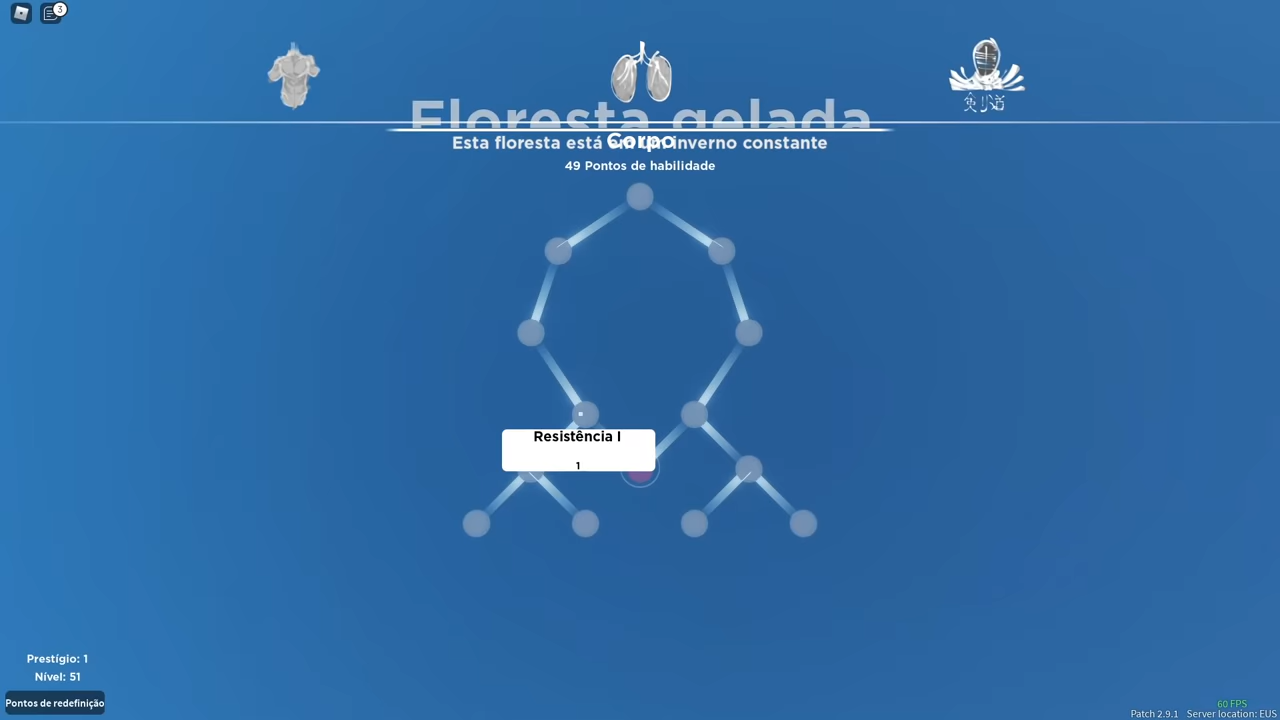 3
Floresta gelada
Corpo
Esta floresta está em um inverno constante
49 Pontos de habilidade
Resistência I
1
Prestígio: 1
Nível: 51
Pontos de redefinição
60 FPS
Patch 2.9.1 Server location: EUS